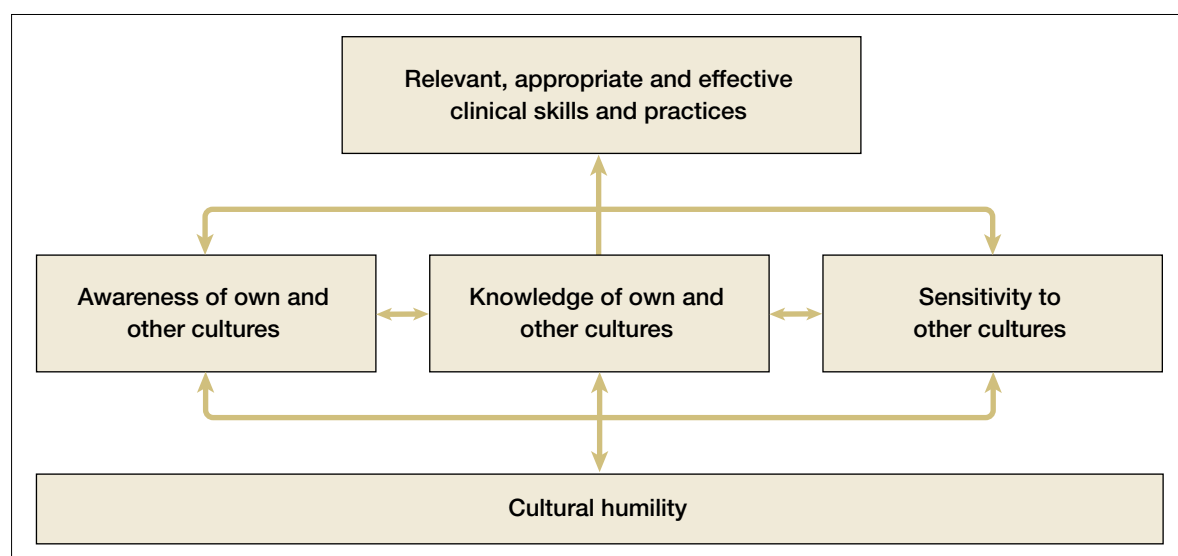 Relevant, appropriate and effective
clinical skills and practices
Awareness of own and
other cultures
Knowledge of own and
other cultures
Sensitivity to
other cultures
Cultural humility